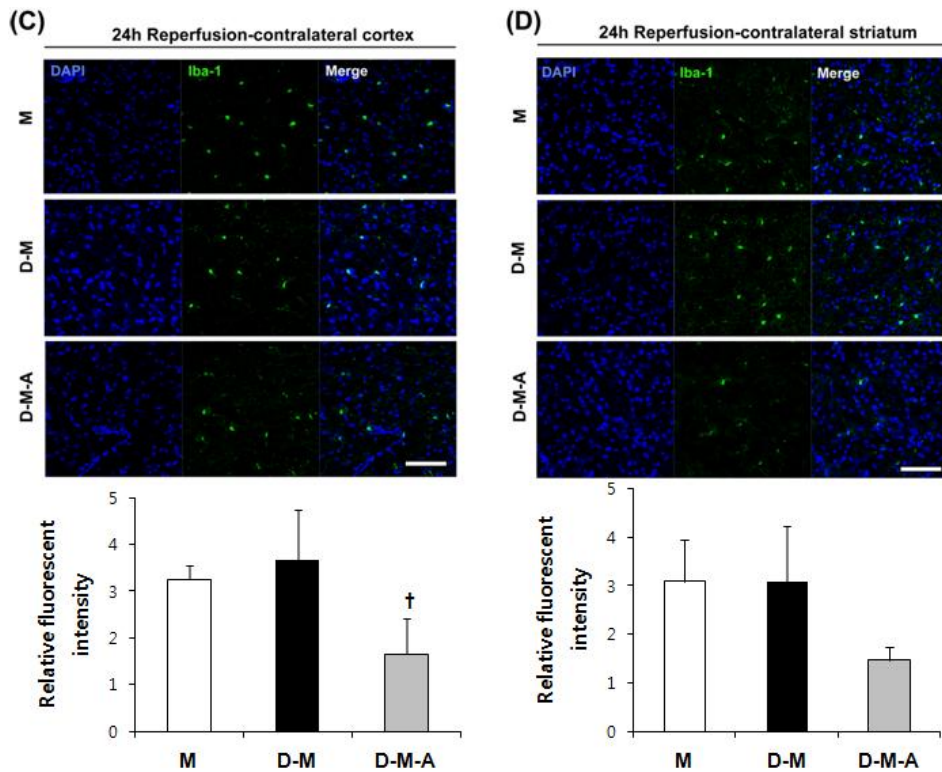 (C)
24h Reperfusion-contralateral cortex
DAPI Iba-1 Merge
M
D-M
D-M-A
Relative fluorescent
intensity
5
4
3
2
1
0
M D-M D-M-A
†
(D)
24h Reperfusion-contralateral striatum
DAPI Iba-1 Merge
M
D-M
D-M-A
Relative fluorescent
intensity
5
4
3
2
1
0
M D-M D-M-A